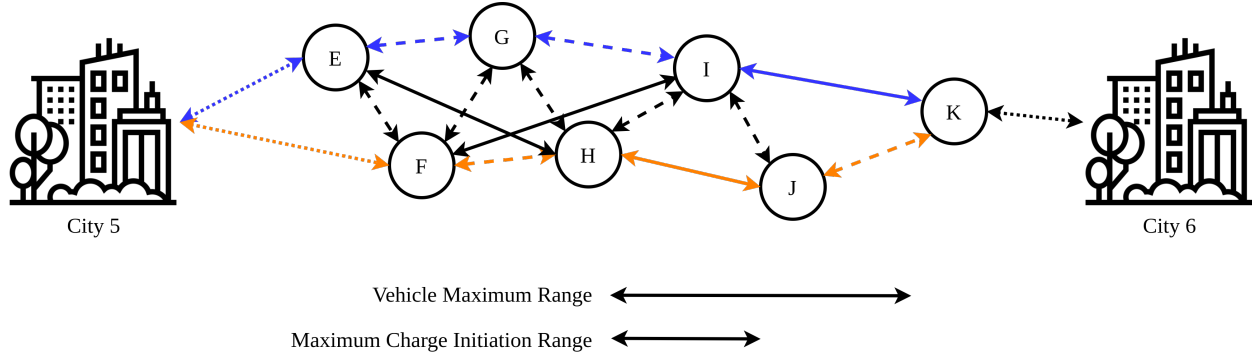 G
E
I
K
H
F
J
City 5
City 6
Vehicle Maximum Range
Maximum Charge Initiation Range